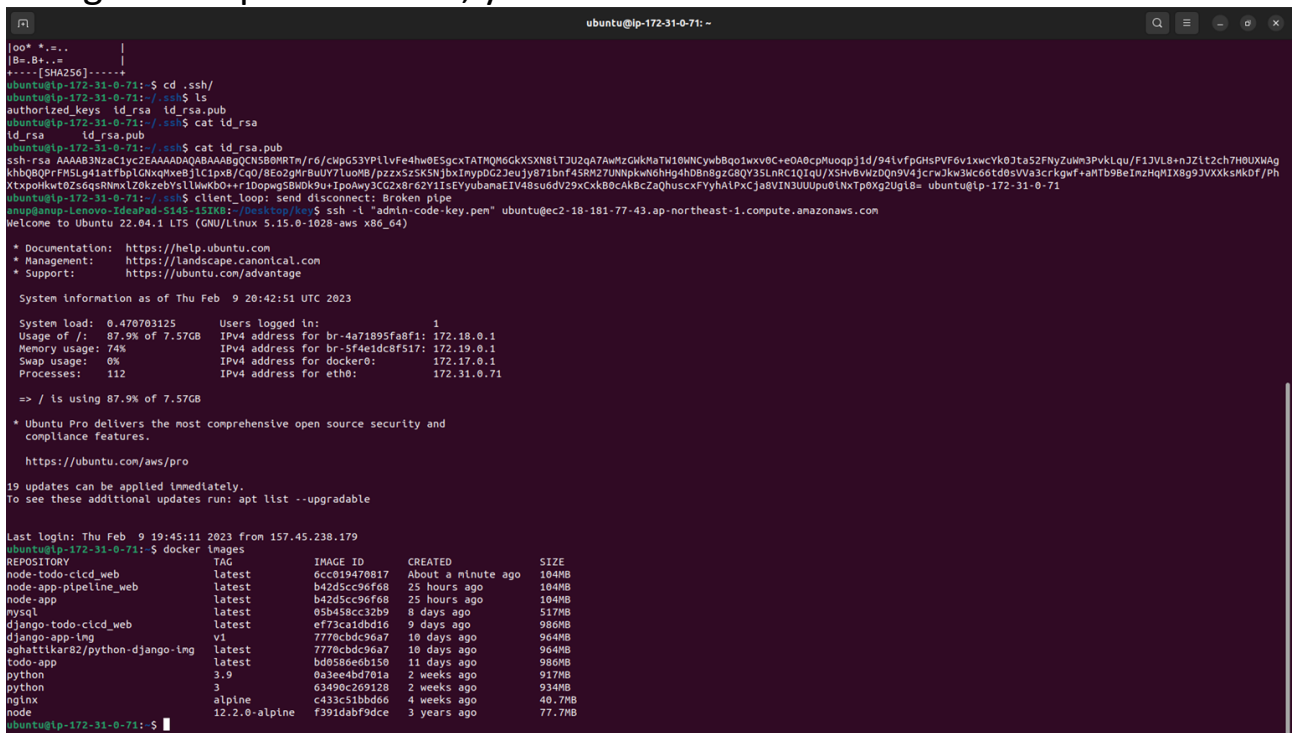 ubuntu@ip-172-31-0-71: ~
|oo* *.=.. |
|B=.B+..= |
+----[SHA256]-----+
ubuntu@ip-172-31-0-71:~$ cd .ssh/
ubuntu@ip-172-31-0-71:~/.ssh$ ls
authorized_keys id_rsa id_rsa.pub
ubuntu@ip-172-31-0-71:~/.ssh$ cat id_rsa
id_rsa id_rsa.pub
ubuntu@ip-172-31-0-71:~/.ssh$ cat id_rsa.pub
ssh-rsa
ubuntu@ip-172-31-0-71
ubuntu@ip-172-31-0-71:~/.ssh$ client_loop: send disconnect: Broken pipe
anup@anup-Lenovo-IdeaPad-S145-15IKB:~/Desktop/key$ ssh -i "admin-code-key.pem" ubuntu@ec2-18-181-77-43.ap-northeast-1.compute.amazonaws.com
Welcome to Ubuntu 22.04.1 LTS (GNU/Linux 5.15.0-1028-aws x86_64)
* Documentation: https://help.ubuntu.com
* Management: https://landscape.canonical.com
* Support: https://ubuntu.com/advantage
System information as of Thu Feb 9 20:42:51 UTC 2023
System load: 0.470703125 Users logged in: 1
Usage of /: 87.9% of 7.57GB IPv4 address for br-4a71895fa8f1: 172.18.0.1
Memory usage: 74% IPv4 address for br-5f4e1dc8f517: 172.19.0.1
Swap usage: 0% IPv4 address for docker0: 172.17.0.1
Processes: 112 IPv4 address for eth0: 172.31.0.71
=> / is using 87.9% of 7.57GB
* Ubuntu Pro delivers the most comprehensive open source security and
compliance features.
https://ubuntu.com/aws/pro
19 updates can be applied immediately.
To see these additional updates run: apt list --upgradable
Last login: Thu Feb 9 19:45:11 2023 from 157.45.238.179
ubuntu@ip-172-31-0-71:~$ docker images
REPOSITORY TAG IMAGE ID CREATED SIZE
node-todo-cicd_web latest 6cc019470817 About a minute ago 104MB
node-app-pipeline_web latest b42d5cc96f68 25 hours ago 104MB
node-app latest b42d5cc96f68 25 hours ago 104MB
mysql latest 05b458cc32b9 8 days ago 517MB
django-todo-cicd_web latest ef73ca1dbd16 9 days ago 986MB
django-app-img v1 7770cbdc96a7 10 days ago 964MB
aghattikar82/python-django-img latest 7770cbdc96a7 10 days ago 964MB
todo-app latest bd0586e6b150 11 days ago 986MB
python 3.9 0a3ee4bd701a 2 weeks ago 917MB
python 3 63490c269128 2 weeks ago 934MB
nginx alpine c433c51bbd66 4 weeks ago 40.7MB
node 12.2.0-alpine f391dabf9dce 3 years ago 77.7MB
ubuntu@ip-172-31-0-71:~$